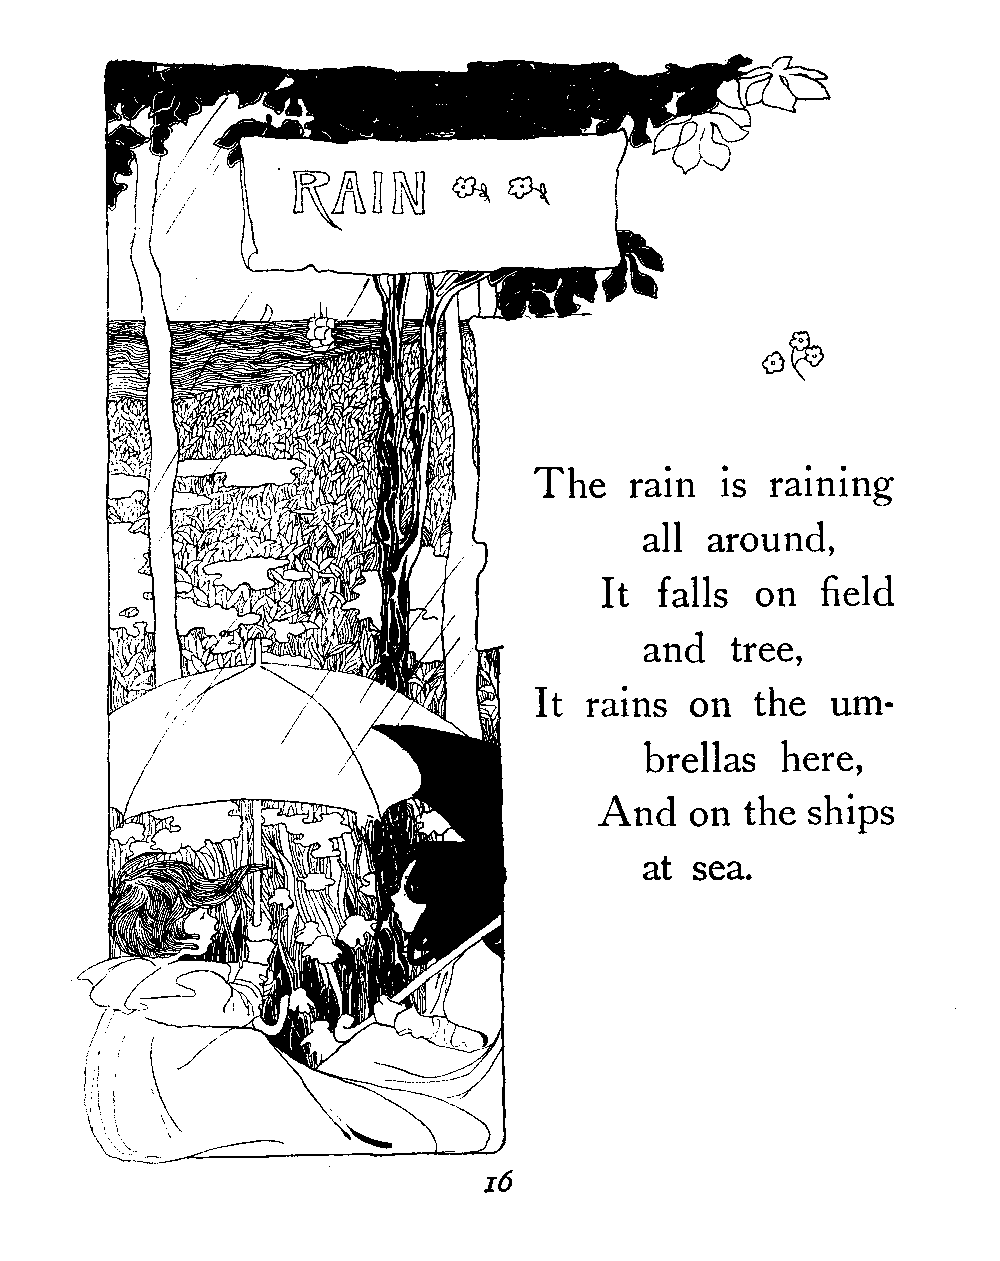 RAIN
The rain is raining
all around,
It falls on field
and tree,
It rains on the um-
brellas here,
And on the ships
at sea.
16